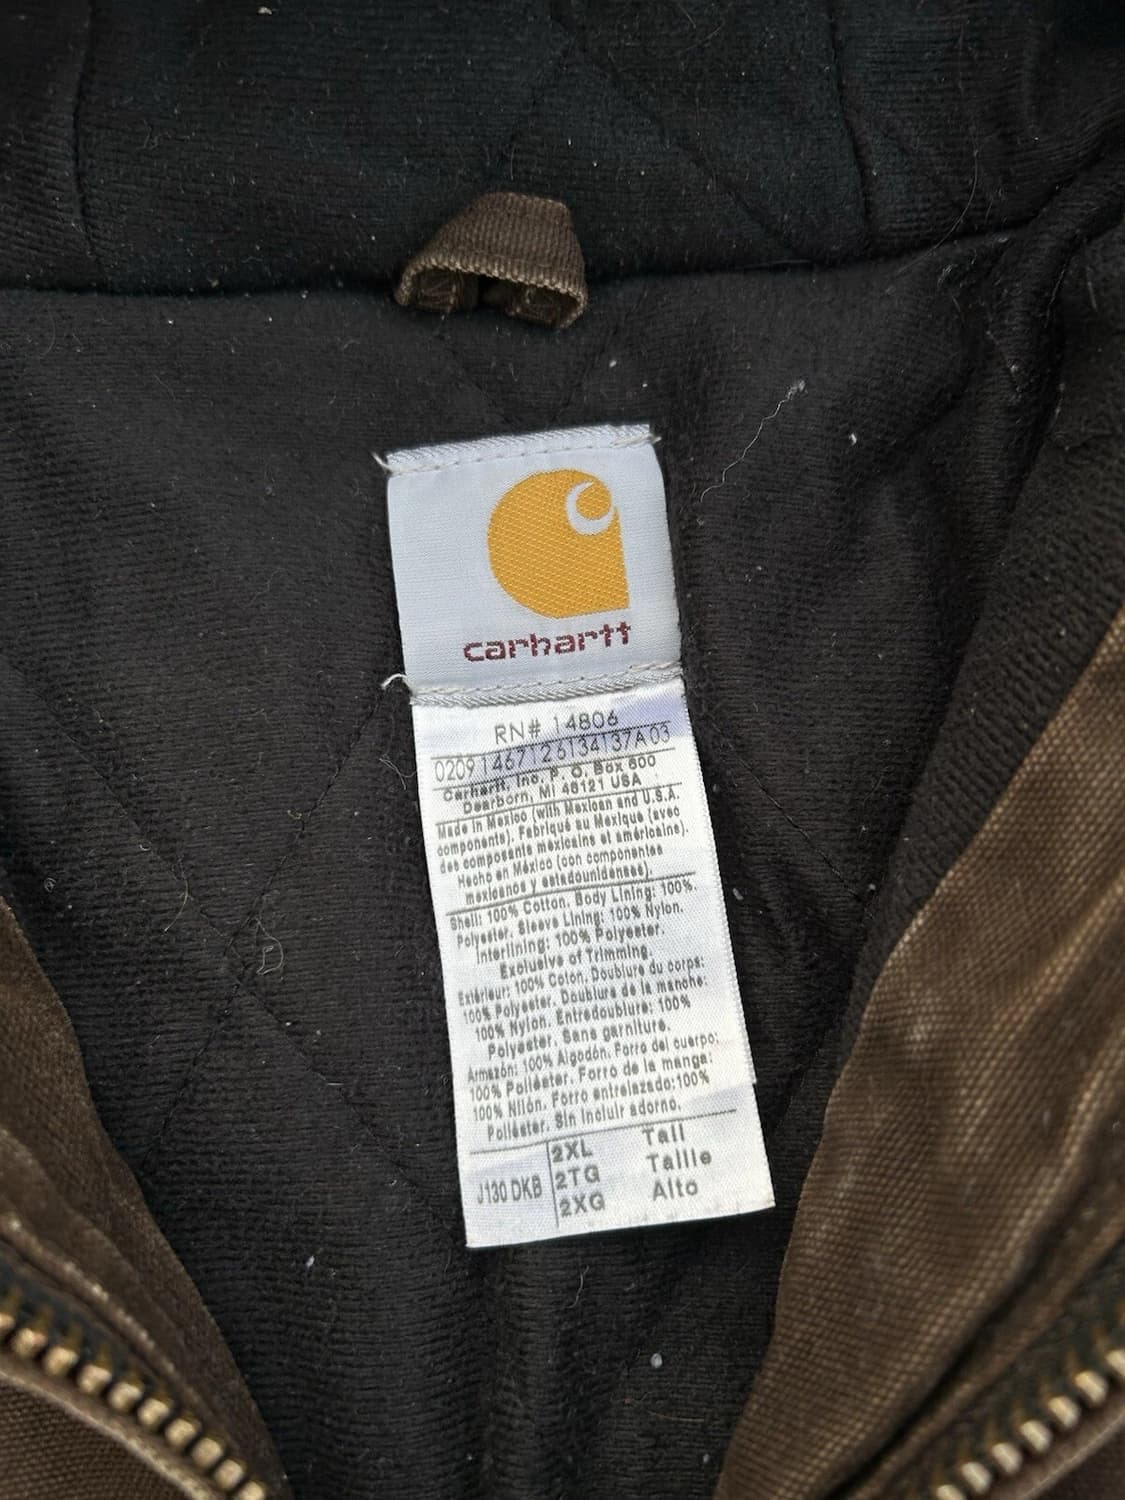 carhartt
RN# 14806
0209 1467126134137A03
Carhartt, Inc. P. O. Box 600
Dearborn, MI 48121 USA
Made in Mexico (with Mexican and U.S.A.
components). Fabriqué su Mexique (avec
des composants mexicains et américains).
Hecho en México (con componentes
mexicanos y estadounidenses).
Shell: 100% Cotton. Body Lining: 100%.
Polyester. Sleeve Lining: 100% Nylon.
Interlining: 100% Polyester.
Exclusive of Trimming.
Extérieur: 100% Coton. Doublure du corps:
100% Polyester. Doublure de la manche:
100% Nylon. Entredoublure: 100%
Polyester. Sans garniture.
Armazón: 100% Algodón. Forro del cuerpo:
100% Poliéster. Forro de la manga:
100% Nilón. Forro entrelazado:100%
Poliéster. Sin incluir adorno.
J130 DKB
2XL Tall
2TG Taille
2XG Alto